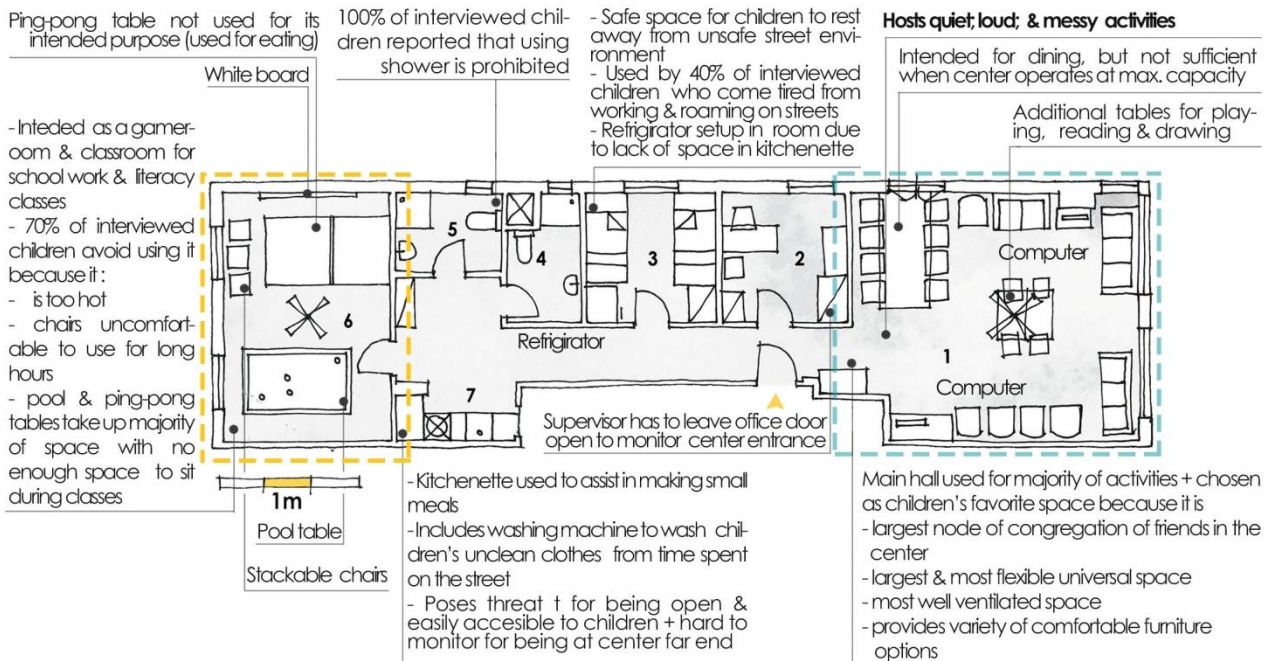 Ping-pong table not used for its
intended purpose (used for eating)
White board
100% of interviewed chil-
dren reported that using
shower is prohibited
- Safe space for children to rest
away from unsafe street envi-
ronment
- Used by 40% of interviewed
children who come tired from
working & roaming on streets
- Refrigirator setup in room due
to lack of space in kitchenette
Hosts quiet; loud; & messy activities
Intended for dining, but not sufficient
when center operates at max. capacity
Additional tables for play-
ing, reading & drawing
- Inteded as a gamer-
oom & classroom for
school work & literacy
classes
- 70% of interviewed
children avoid using it
because it :
- is too hot
- chairs uncomfort-
able to use for long
hours
- pool & ping-pong
tables take up majority
of space with no
enough space to sit
during classes
5
4
3
2
Computer
6
Refrigirator
1
Computer
7
1m
Pool table
Stackable chairs
Supervisor has to leave office door
open to monitor center entrance
- Kitchenette used to assist in making small
meals
- Includes washing machine to wash chil-
dren's unclean clothes from time spent
on the street
- Poses threat t for being open &
easily accesible to children + hard to
monitor for being at center far end
Main hall used for majority of activities + chosen
as children's favorite space because it is
- largest node of congregation of friends in the
center
- largest & most flexible universal space
- most well ventilated space
- provides variety of comfortable furniture
options